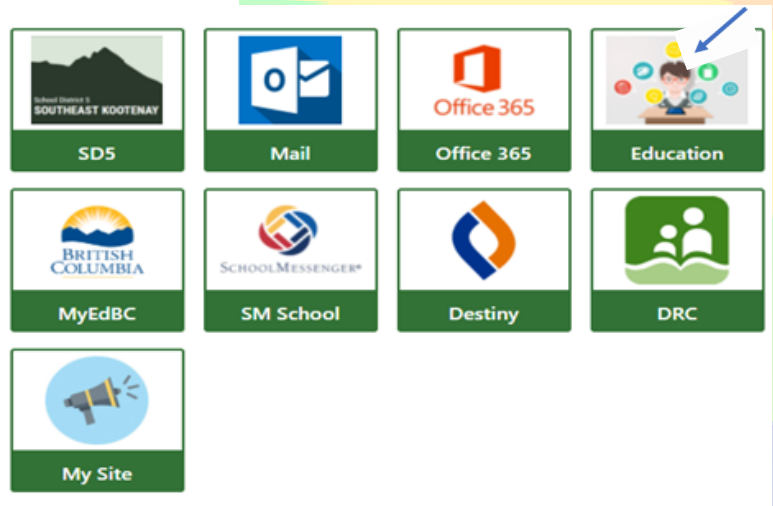 School District 5
SOUTHEAST KOOTENAY
SD5
O
Mail
Office 365
Office 365
Education
BRITISH
COLUMBIA
MyEdBC
SCHOOLMESSENGER®
SM School
Destiny
DRC
My Site